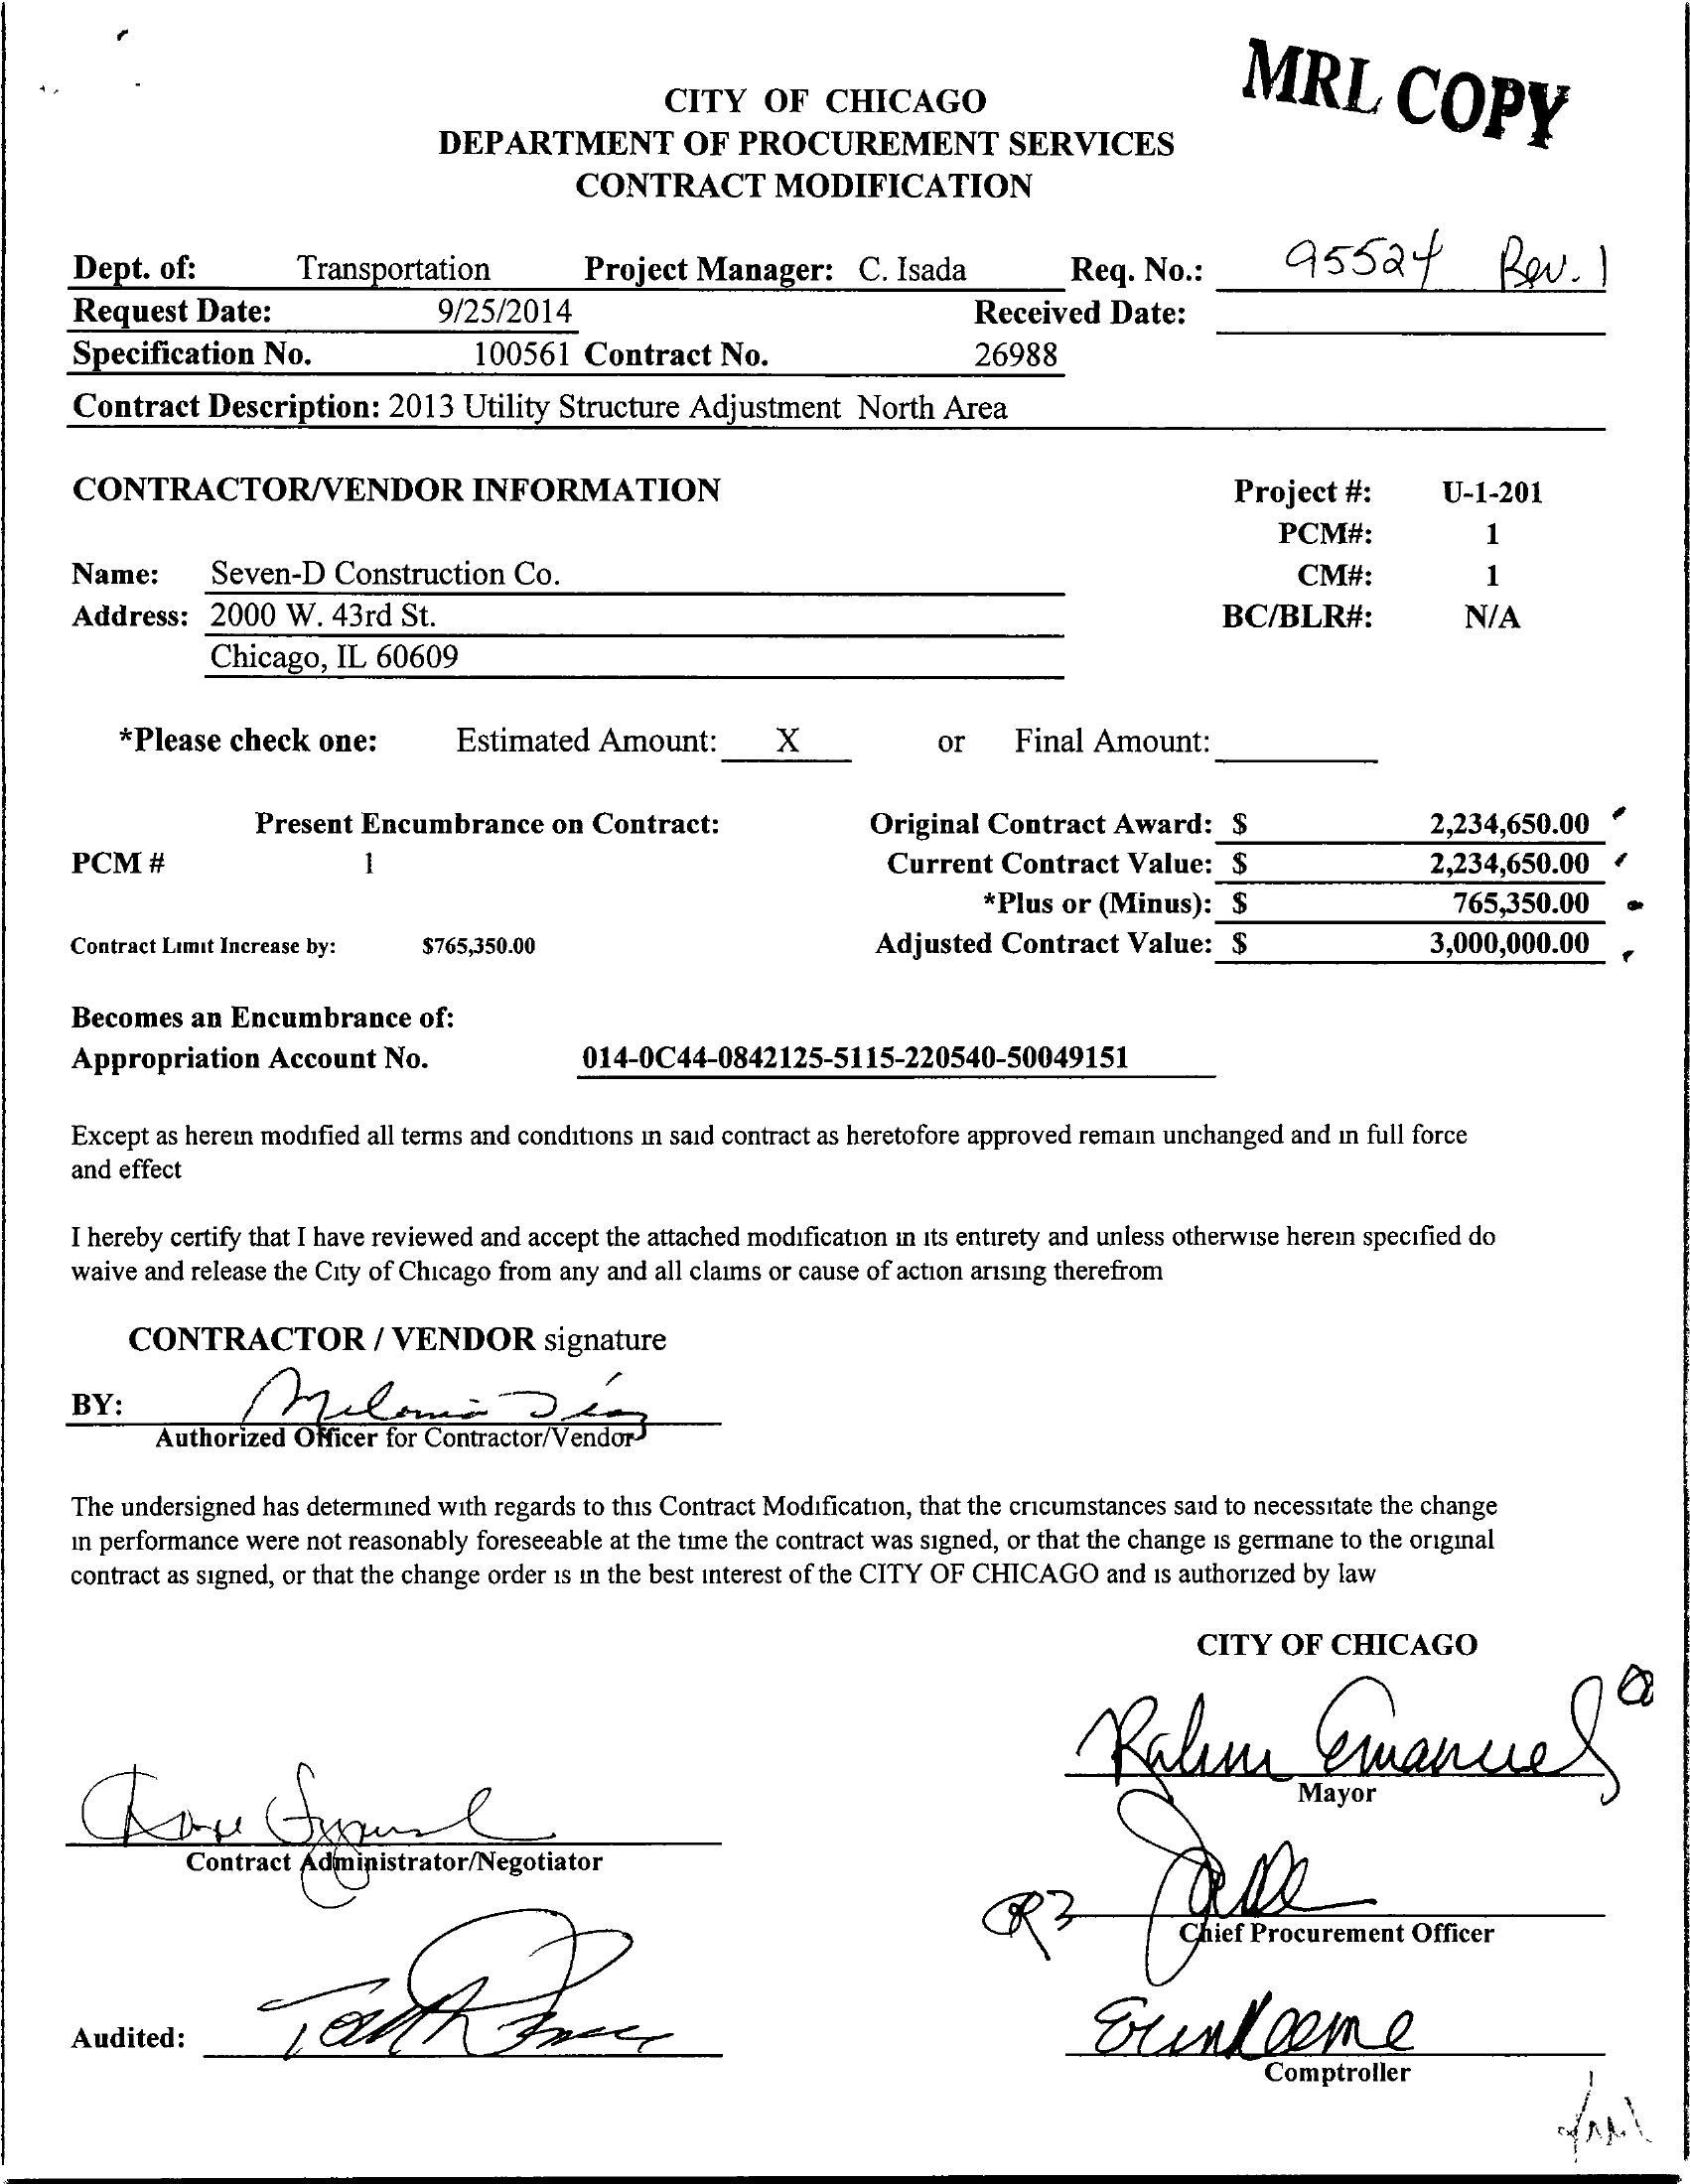 MRL COPY
CITY OF CHICAGO
DEPARTMENT OF PROCUREMENT SERVICES
CONTRACT MODIFICATION
Dept. of: Transportation Project Manager: C. Isada Req. No.: 95524 Rev. 1
Request Date: 9/25/2014 Received Date:
Specification No. 100561 Contract No. 26988
Contract Description: 2013 Utility Structure Adjustment North Area
CONTRACTOR/VENDOR INFORMATION Project #: U-1-201
PCM#: 1
Name: Seven-D Construction Co. CM#: 1
Address: 2000 W. 43rd St. BC/BLR#: N/A
Chicago, IL 60609
*Please check one: Estimated Amount: X or Final Amount:
Present Encumbrance on Contract: Original Contract Award: $ 2,234,650.00
PCM # 1 Current Contract Value: $ 2,234,650.00
*Plus or (Minus): $ 765,350.00
Contract Limit Increase by: $765,350.00 Adjusted Contract Value: $ 3,000,000.00
Becomes an Encumbrance of:
Appropriation Account No. 014-0C44-0842125-5115-220540-50049151
Except as herein modified all terms and conditions in said contract as heretofore approved remain unchanged and in full force
and effect
I hereby certify that I have reviewed and accept the attached modification in its entirety and unless otherwise herein specified do
waive and release the City of Chicago from any and all claims or cause of action arising therefrom
CONTRACTOR / VENDOR signature
BY: Melania Díaz
Authorized Officer for Contractor/Vendor
The undersigned has determined with regards to this Contract Modification, that the cricumstances said to necessitate the change
in performance were not reasonably foreseeable at the time the contract was signed, or that the change is germane to the original
contract as signed, or that the change order is in the best interest of the CITY OF CHICAGO and is authorized by law
CITY OF CHICAGO
Rahm Emanuel
Mayor
Contract Administrator/Negotiator
Chief Procurement Officer
Audited:
Erin Keane
Comptroller